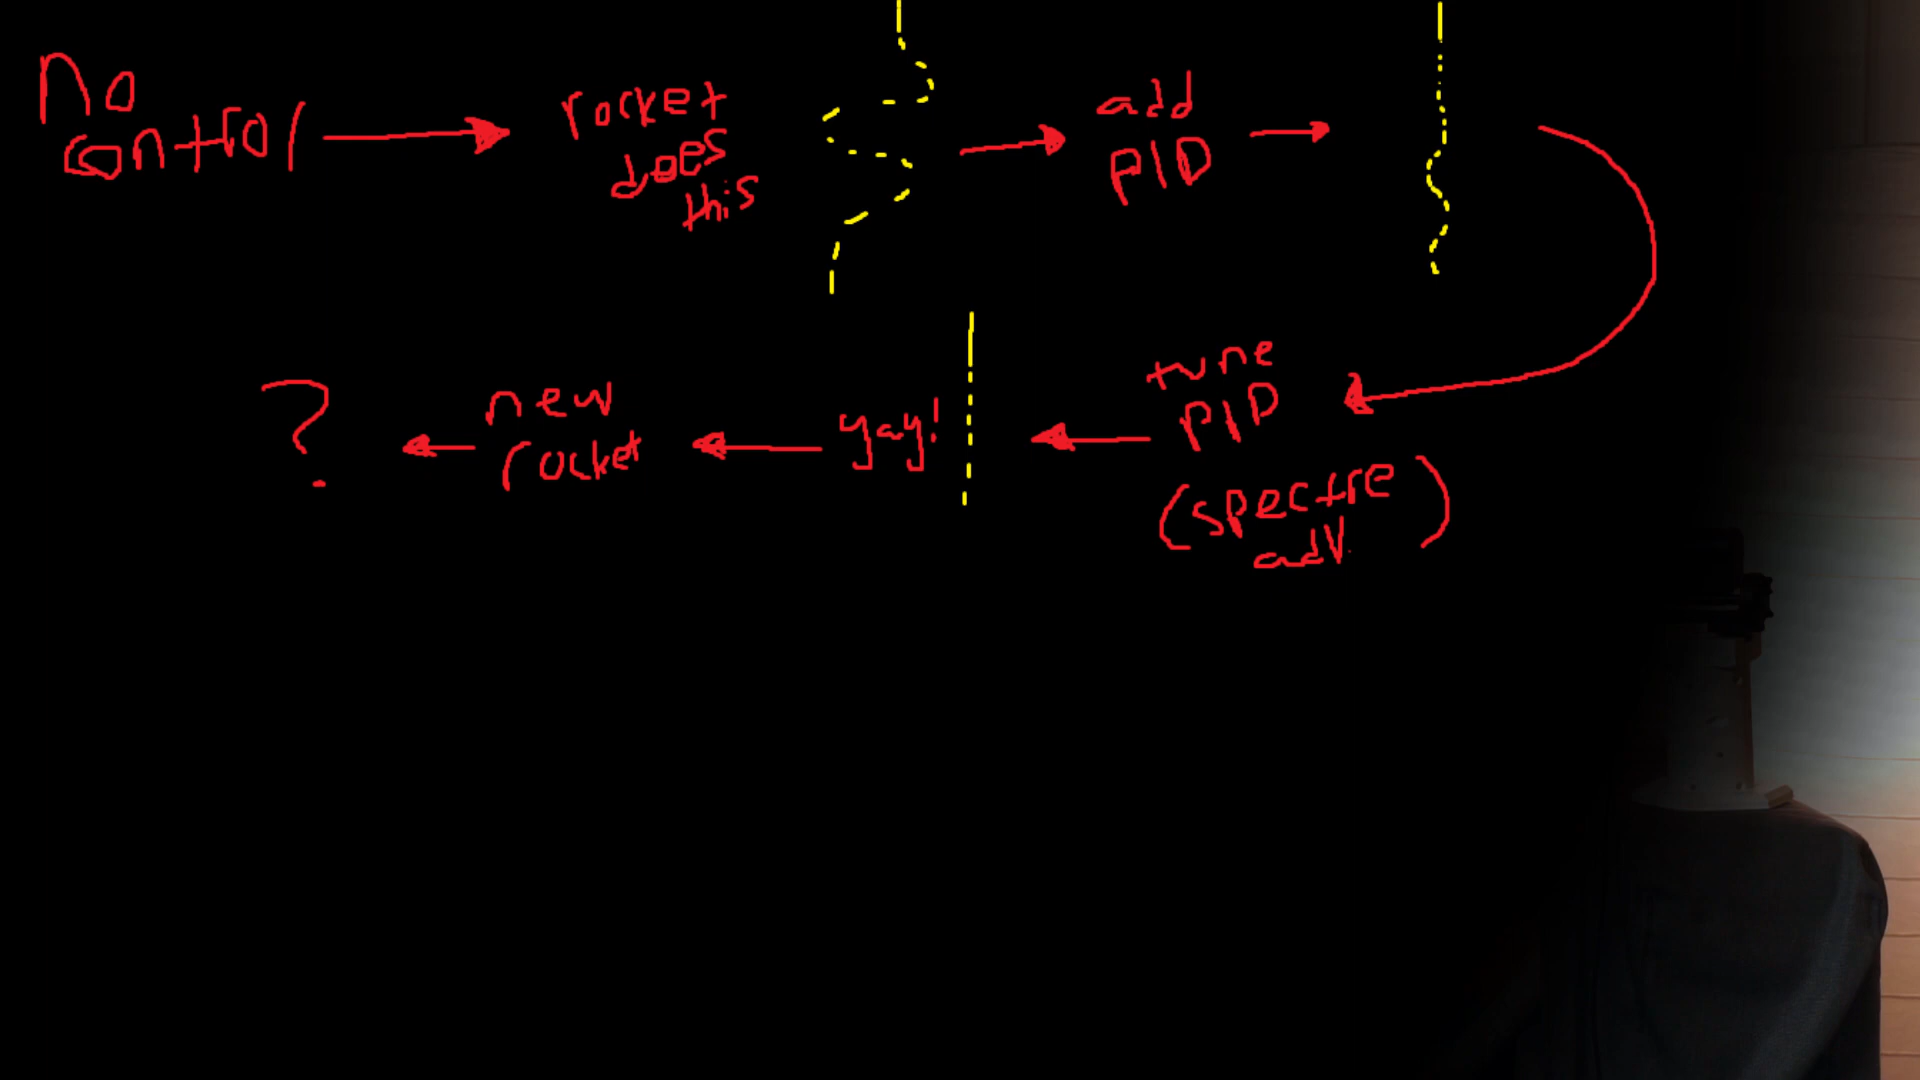 no
control
rocket
does
this
add
PID
tune
PID
(spectre
adv.)
yay!
new
rocket
?